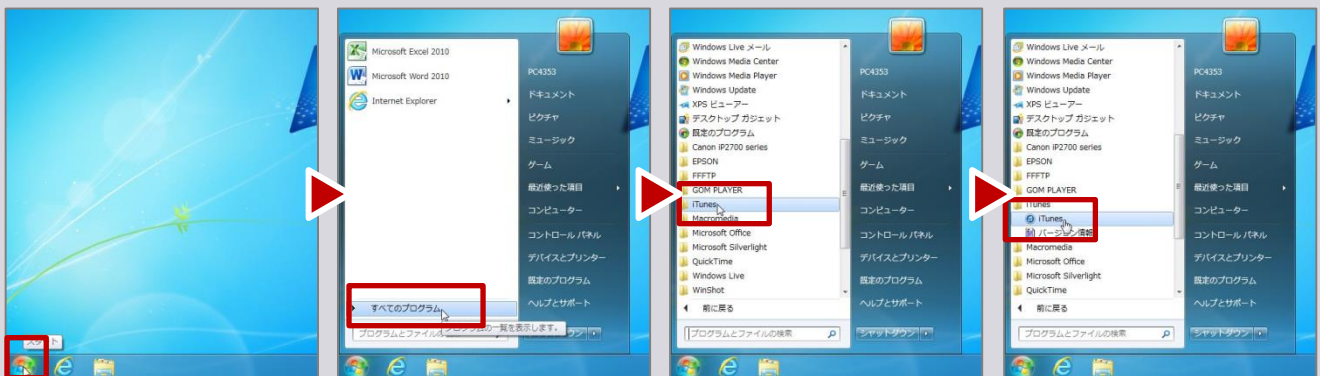 スタート
Microsoft Excel 2010
Microsoft Word 2010
Internet Explorer
すべてのプログラム
プログラムの一覧を表示します。
PC4353
ドキュメント
ピクチャ
ミュージック
ゲーム
最近使った項目
コンピューター
コントロール パネル
デバイスとプリンター
既定のプログラム
ヘルプとサポート
Windows Live メール
Windows Media Center
Windows Media Player
Windows Update
XPS ビューアー
デスクトップ ガジェット
既定のプログラム
Canon iP2700 series
EPSON
FFFTP
GOM PLAYER
iTunes
Macromedia
Microsoft Office
Microsoft Silverlight
QuickTime
Windows Live
WinShot
前に戻る
プログラムとファイルの検索
PC4353
ドキュメント
ピクチャ
ミュージック
ゲーム
最近使った項目
コンピューター
コントロール パネル
デバイスとプリンター
既定のプログラム
ヘルプとサポート
シャットダウン
Windows Live メール
Windows Media Center
Windows Media Player
Windows Update
XPS ビューアー
デスクトップ ガジェット
既定のプログラム
Canon iP2700 series
EPSON
FFFTP
GOM PLAYER
iTunes
iTunes
バージョン情報
Macromedia
Microsoft Office
Microsoft Silverlight
QuickTime
前に戻る
プログラムとファイルの検索
PC4353
ドキュメント
ピクチャ
ミュージック
ゲーム
最近使った項目
コンピューター
コントロール パネル
デバイスとプリンター
既定のプログラム
ヘルプとサポート
シャットダウン